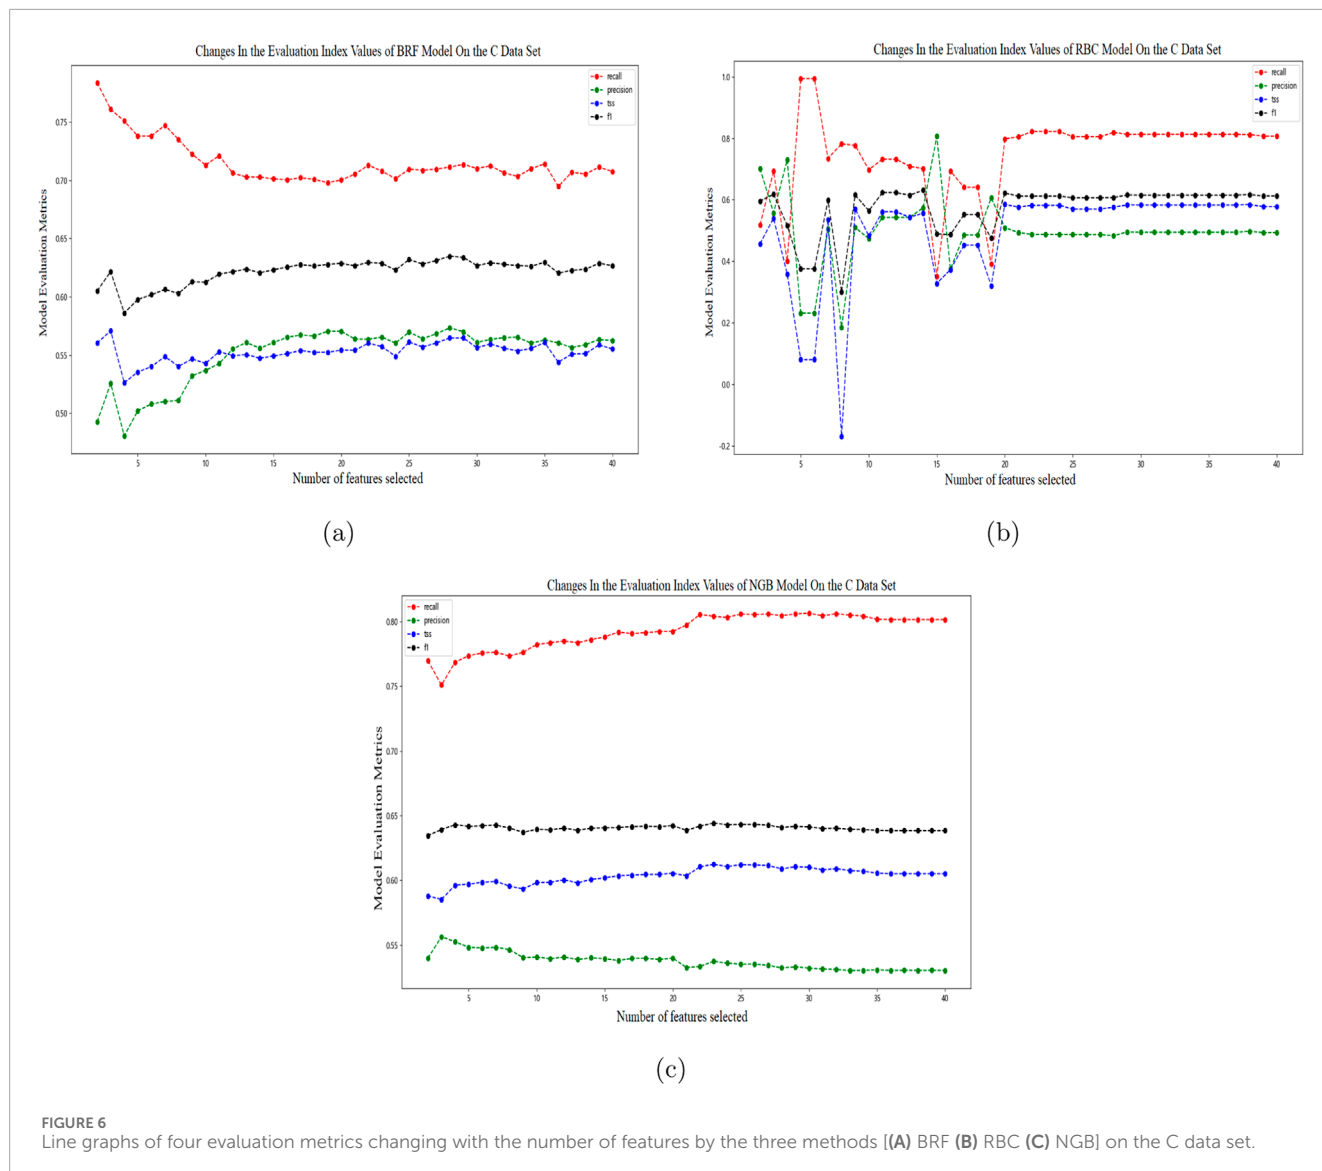 Changes In the Evaluation Index Values of BRF Model On the C Data Set
recall
precision
tss
f1
Model Evaluation Metrics
0.75
0.70
0.65
0.60
0.55
0.50
5 10 15 20 25 30 35 40
Number of features selected
(a)
Changes In the Evaluation Index Values of RBC Model On the C Data Set
recall
precision
tss
f1
Model Evaluation Metrics
1.0
0.8
0.6
0.4
0.2
0.0
-0.2
5 10 15 20 25 30 35 40
Number of features selected
(b)
Changes In the Evaluation Index Values of NGB Model On the C Data Set
recall
precision
tss
f1
Model Evaluation Metrics
0.80
0.75
0.70
0.65
0.60
0.55
5 10 15 20 25 30 35 40
Number of features selected
(c)
FIGURE 6
Line graphs of four evaluation metrics changing with the number of features by the three methods [(A) BRF (B) RBC (C) NGB] on the C data set.